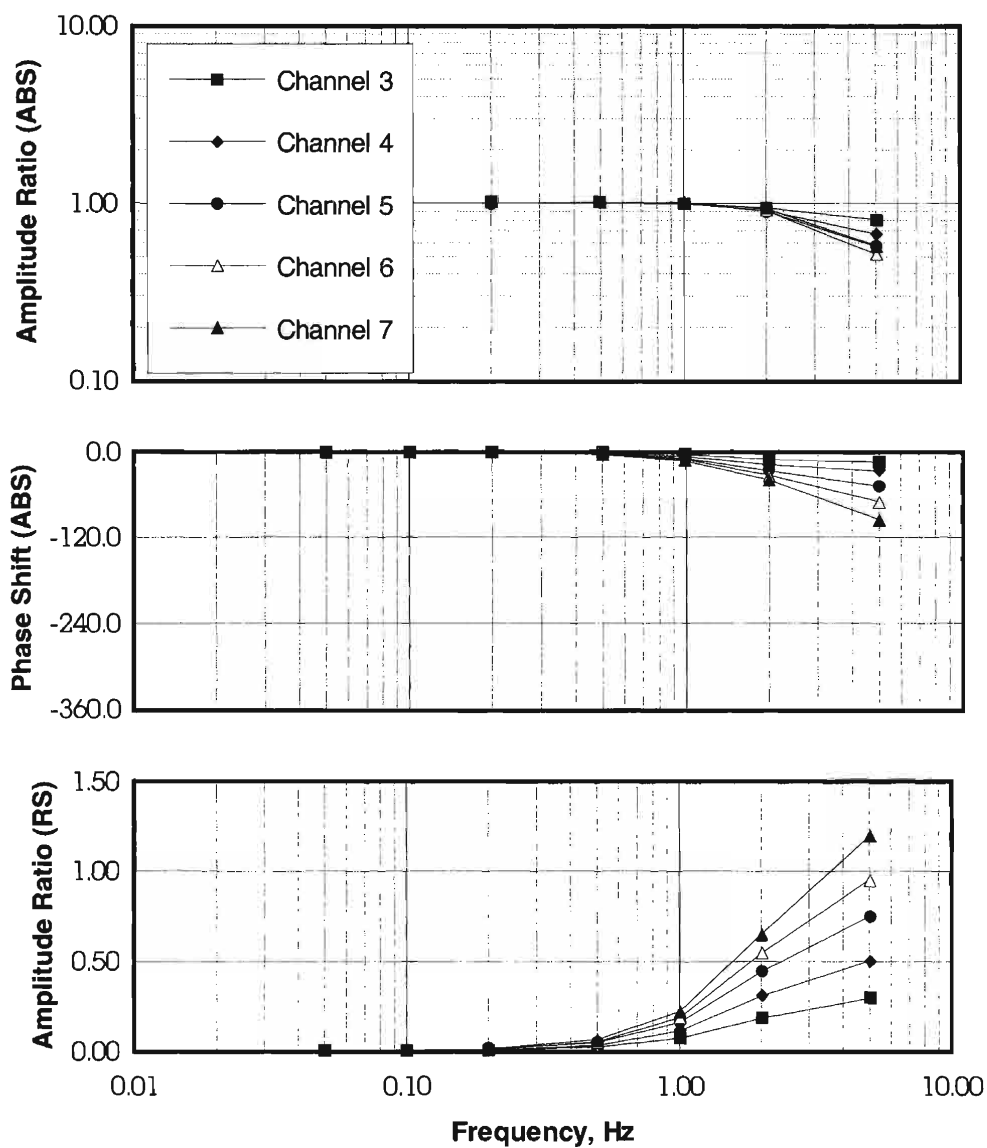 10.00
Amplitude Ratio (ABS)
1.00
0.10
Channel 3
Channel 4
Channel 5
Channel 6
Channel 7
0.0
Phase Shift (ABS)
-120.0
-240.0
-360.0
1.50
Amplitude Ratio (RS)
1.00
0.50
0.00
0.01
0.10
1.00
10.00
Frequency, Hz